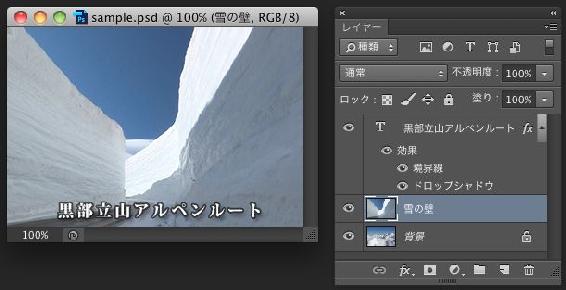 sample.psd @ 100% (雪の壁, RGB/8)
黒部立山アルペンルート
100%
レイヤー
種類
通常
不透明度: 100%
ロック:
塗り: 100%
T 黒部立山アルペンルート fx
効果
境界線
ドロップシャドウ
雪の壁
背景
fx.